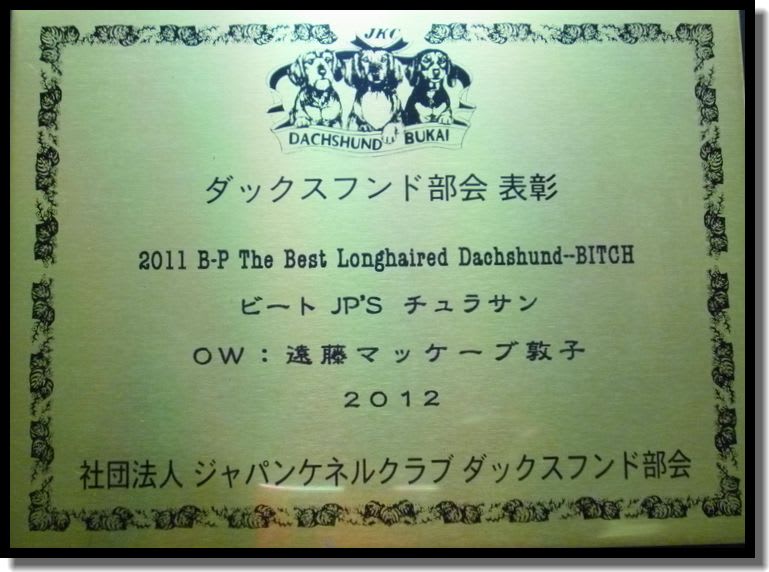 JKC
DACHSHUND BUKAI
ダックスフンド部会 表彰
2011 B-P The Best Longhaired Dachshund--BITCH
ビート JP'S チュラサン
OW：遠藤マッケーブ敦子
2012
社団法人 ジャパンケネルクラブ ダックスフンド部会